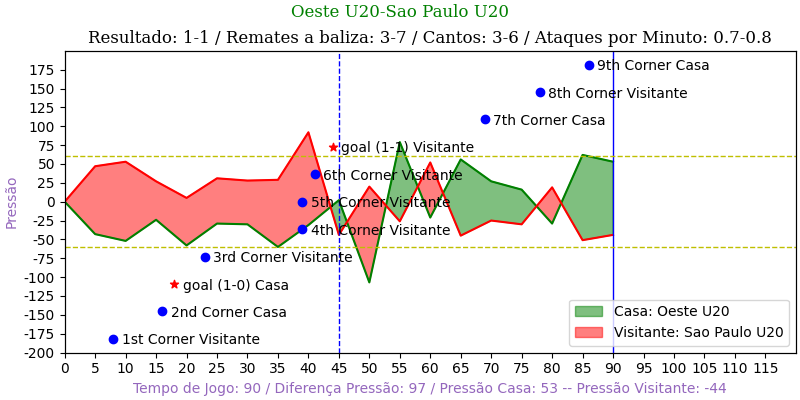 Oeste U20-Sao Paulo U20
Resultado: 1-1 / Remates a baliza: 3-7 / Cantos: 3-6 / Ataques por Minuto: 0.7-0.8
Pressão
175
150
125
100
75
50
25
0
-25
-50
-75
-100
-125
-150
-175
-200
9th Corner Casa
8th Corner Visitante
7th Corner Casa
goal (1-1) Visitante
6th Corner Visitante
5th Corner Visitante
4th Corner Visitante
3rd Corner Visitante
goal (1-0) Casa
2nd Corner Casa
1st Corner Visitante
Casa: Oeste U20
Visitante: Sao Paulo U20
0 5 10 15 20 25 30 35 40 45 50 55 60 65 70 75 80 85 90 95 100 105 110 115
Tempo de Jogo: 90 / Diferença Pressão: 97 / Pressão Casa: 53 -- Pressão Visitante: -44